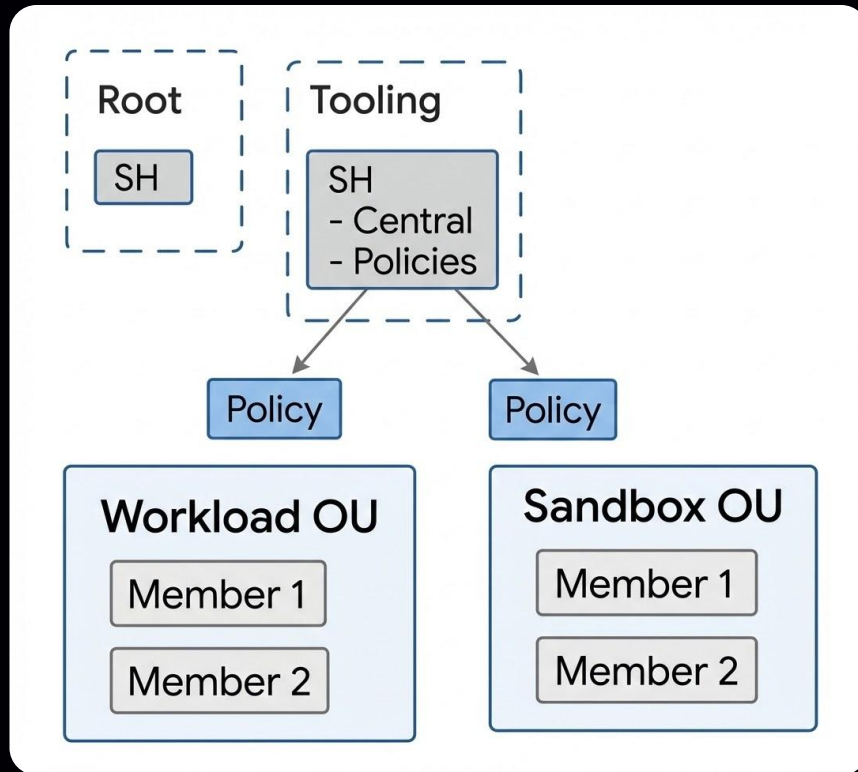 Root
SH
Tooling
SH
- Central
- Policies
Policy
Policy
Workload OU
Member 1
Member 2
Sandbox OU
Member 1
Member 2